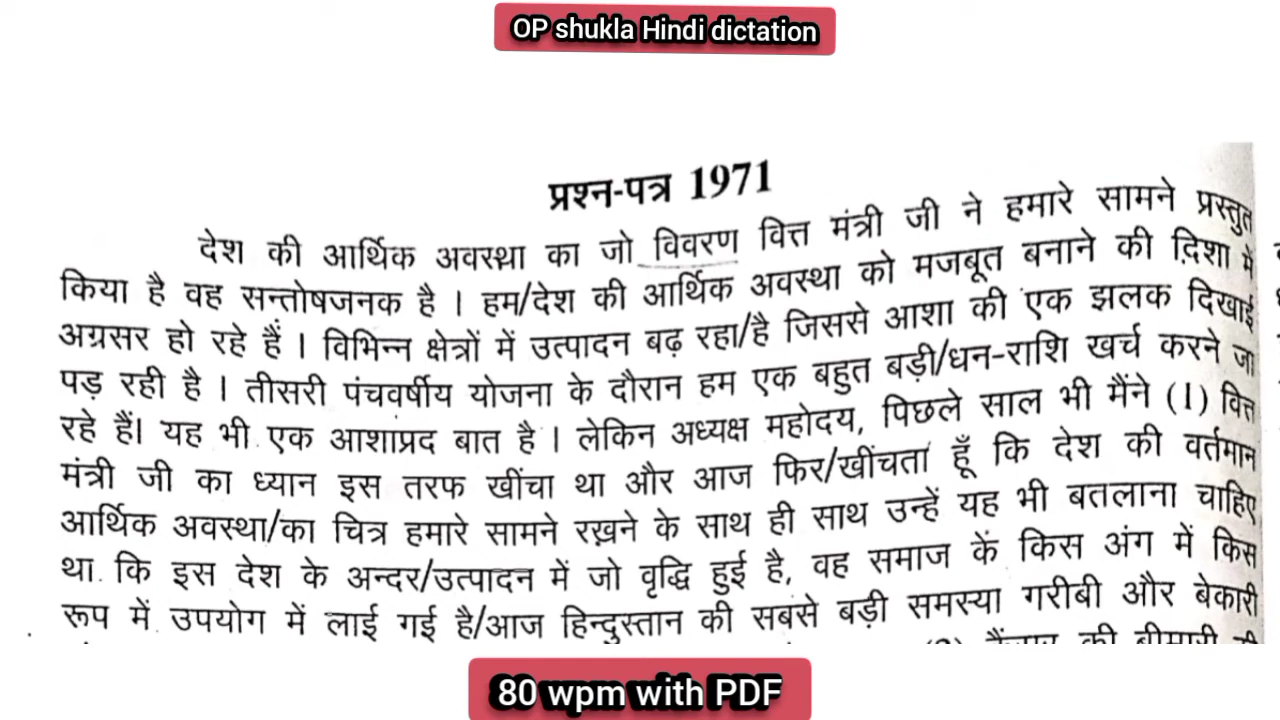 OP shukla Hindi dictation
प्रश्न-पत्र 1971
देश की आर्थिक अवस्था का जो विवरण वित्त मंत्री जी ने हमारे सामने प्रस्तुत
किया है वह सन्तोषजनक है । हम/देश की आर्थिक अवस्था को मजबूत बनाने की दिशा में
अग्रसर हो रहे हैं । विभिन्न क्षेत्रों में उत्पादन बढ़ रहा/है जिससे आशा की एक झलक दिखाई
पड़ रही है । तीसरी पंचवर्षीय योजना के दौरान हम एक बहुत बड़ी/धन-राशि खर्च करने जा
रहे हैं। यह भी एक आशाप्रद बात है । लेकिन अध्यक्ष महोदय, पिछले साल भी मैंने (1) वित्त
मंत्री जी का ध्यान इस तरफ खींचा था और आज फिर/खींचता हूँ कि देश की वर्तमान
आर्थिक अवस्था/का चित्र हमारे सामने रखने के साथ ही साथ उन्हें यह भी बतलाना चाहिए
था कि इस देश के अन्दर/उत्पादन में जो वृद्धि हुई है, वह समाज के किस अंग में किस
रूप में उपयोग में लाई गई है/आज हिन्दुस्तान की सबसे बड़ी समस्या गरीबी और बेकारी
80 wpm with PDF